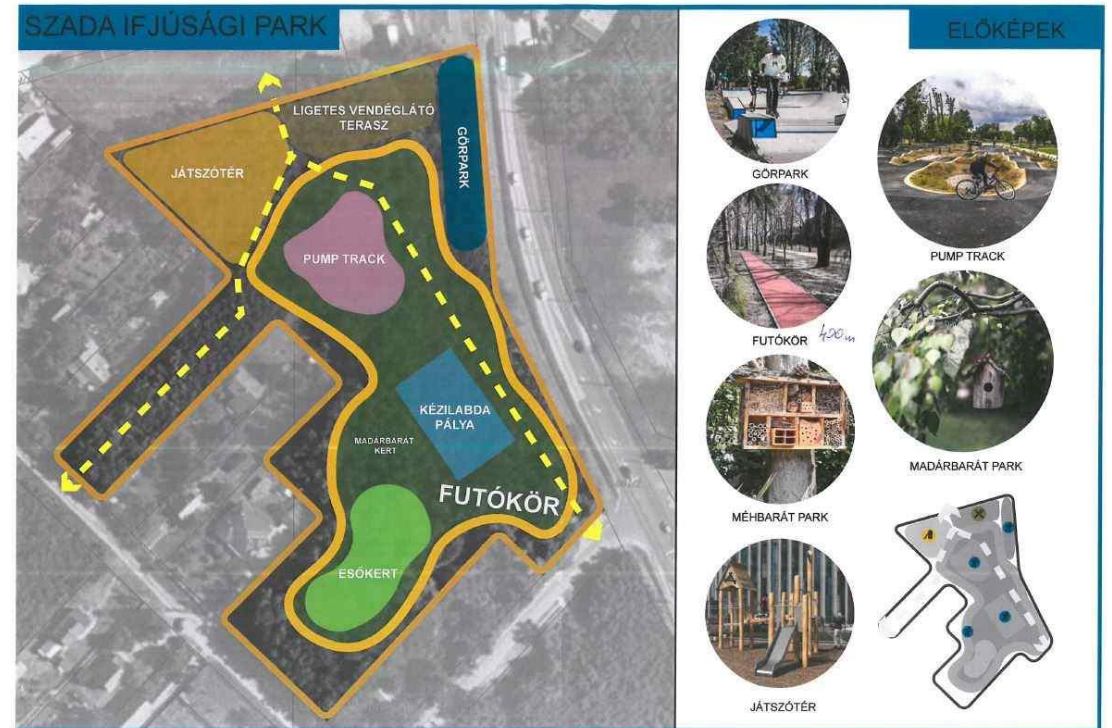 SZADA IFJÚSÁGI PARK
LIGETES VENDÉGLÁTÓ
TERASZ
GÖRPARK
JÁTSZÓTÉR
PUMP TRACK
KÉZILABDA
PÁLYA
MADÁRBARÁT
KERT
FUTÓKÖR
ESŐKERT
ELŐKÉPEK
GÖRPARK
PUMP TRACK
FUTÓKÖR 400 m
MADÁRBARÁT PARK
MÉHBARÁT PARK
JÁTSZÓTÉR